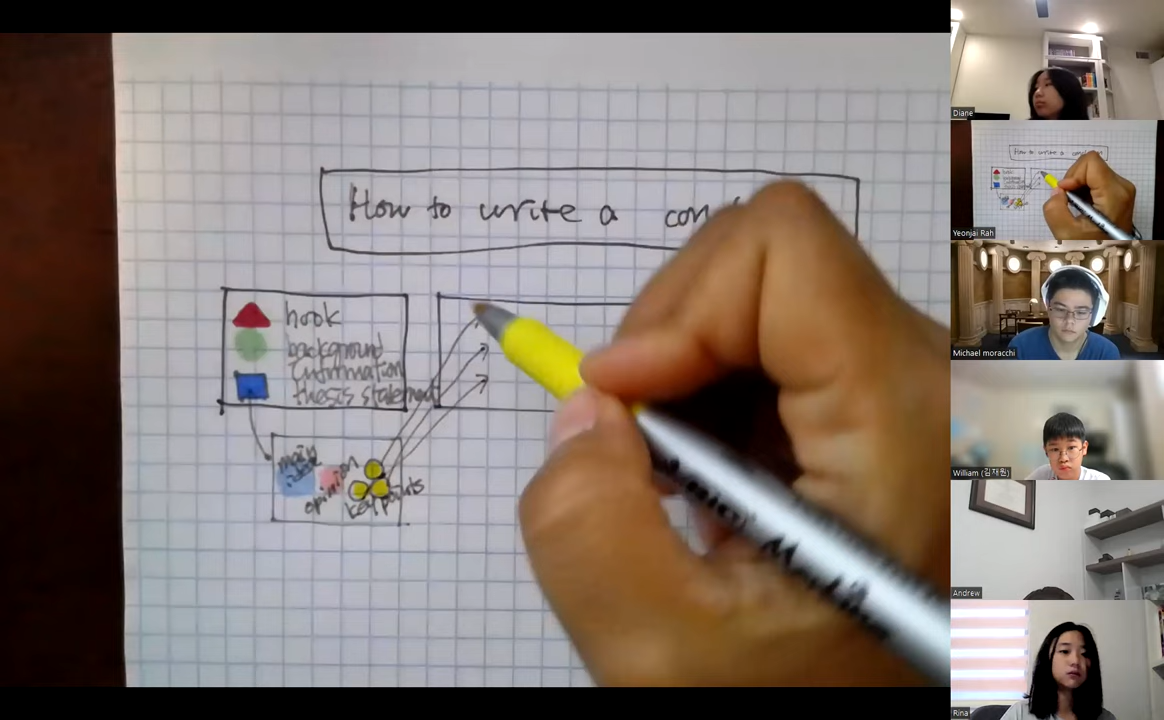 How to write a
hook
background
information
thesis statement
main
opinion
key points
Diane
Yeonjai Rah
Michael moracchi
William (김재원)
Andrew
Rina